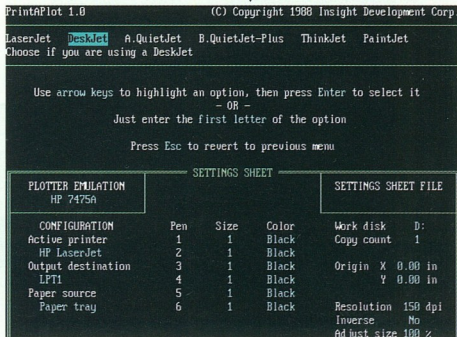 PrintAPlot 1.0 (C) Copyright 1988 Insight Development Corp.
LaserJet DeskJet A.QuietJet B.QuietJet-Plus ThinkJet PaintJet
Choose if you are using a DeskJet
Use arrow keys to highlight an option, then press Enter to select it
- OR -
Just enter the first letter of the option
Press Esc to revert to previous menu
SETTINGS SHEET
PLOTTER EMULATION SETTINGS SHEET FILE
HP 7475A
CONFIGURATION Pen Size Color Work disk D:
Active printer 1 1 Black Copy count 1
HP LaserJet 2 1 Black
Output destination 3 1 Black Origin X 0.00 in
LPT1 4 1 Black Y 0.00 in
Paper source 5 1 Black
Paper tray 6 1 Black Resolution 150 dpi
Inverse No
Adjust size 100 %